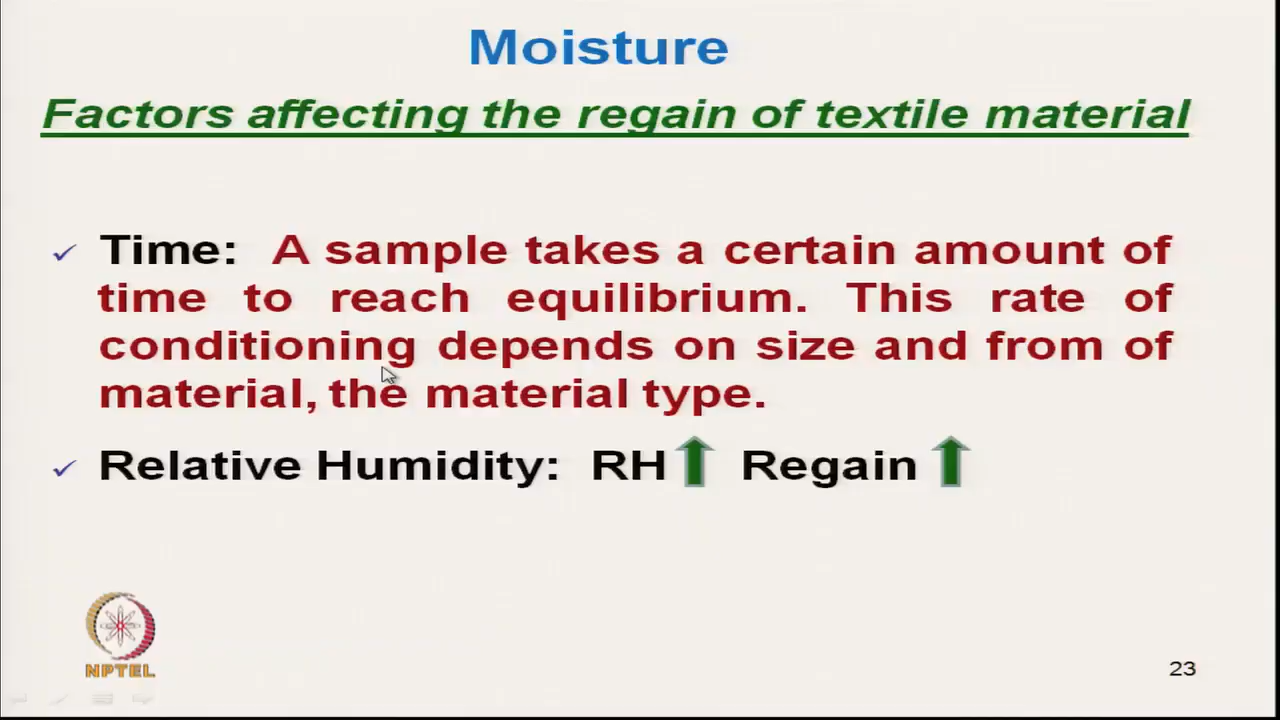 Moisture
Factors affecting the regain of textile material
Time: A sample takes a certain amount of
time to reach equilibrium. This rate of
conditioning depends on size and from of
material, the material type.
Relative Humidity: RH Regain
NPTEL
23